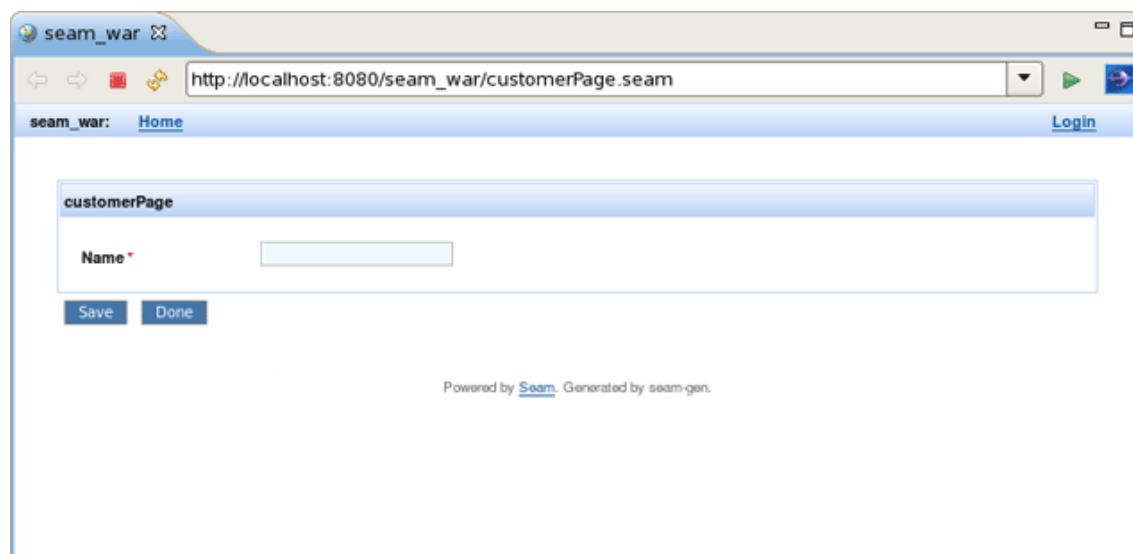 seam_war
http://localhost:8080/seam_war/customerPage.seam
seam_war: Home Login
customerPage
Name*
Save Done
Powered by Seam. Generated by seam-gen.